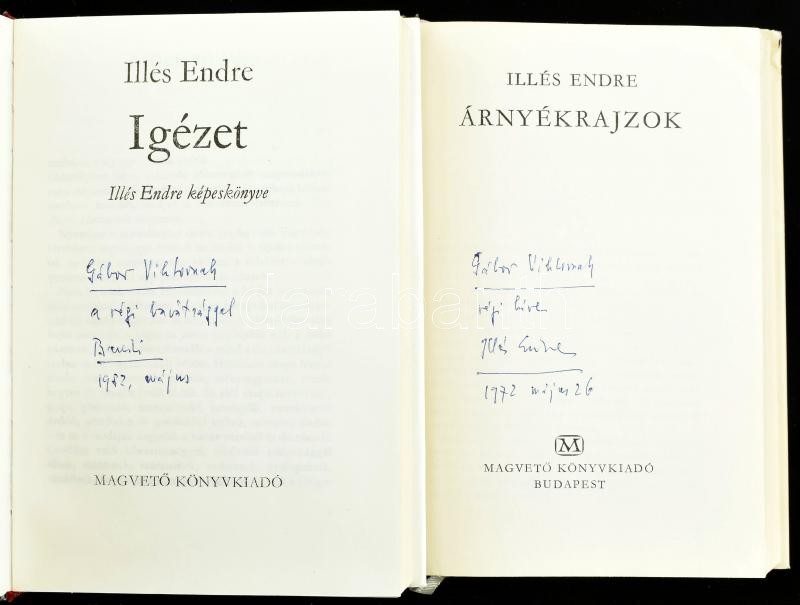 Illés Endre
Igézet
Illés Endre képeskönyve
Gábor Viktornak
a régi barátsággal
1982, május
MAGVETŐ KÖNYVKIADÓ
ILLÉS ENDRE
ÁRNYÉKRAJZOK
Gábor Viktornak
régi híve
Illés Endre
1972 május 26
M
MAGVETŐ KÖNYVKIADÓ
BUDAPEST
darabanth